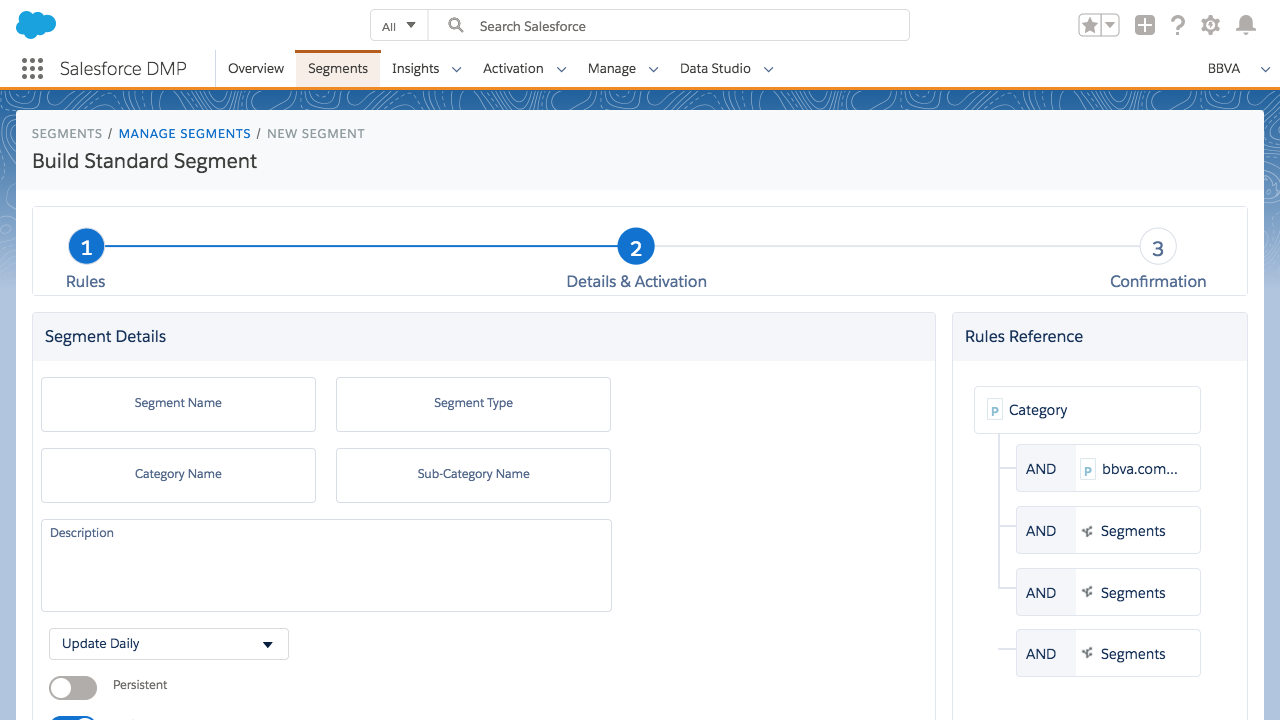 All
Search Salesforce
Salesforce DMP
Overview
Segments
Insights
Activation
Manage
Data Studio
BBVA
SEGMENTS / MANAGE SEGMENTS / NEW SEGMENT
Build Standard Segment
1
2
3
Rules
Details & Activation
Confirmation
Segment Details
Segment Name
Segment Type
Category Name
Sub-Category Name
Description
Update Daily
Persistent
Rules Reference
p Category
AND p bbva.com...
AND Segments
AND Segments
AND Segments